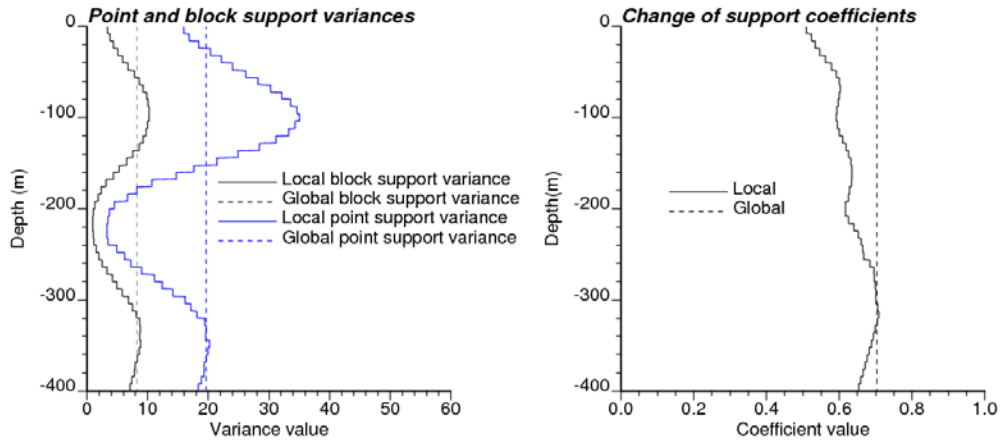 Point and block support variances
0
-100
-200
-300
-400
Depth (m)
0 10 20 30 40 50 60
Variance value
Local block support variance
Global block support variance
Local point support variance
Global point support variance
Change of support coefficients
0
-100
-200
-300
-400
Depth(m)
0.0 0.2 0.4 0.6 0.8 1.0
Coefficient value
Local
Global